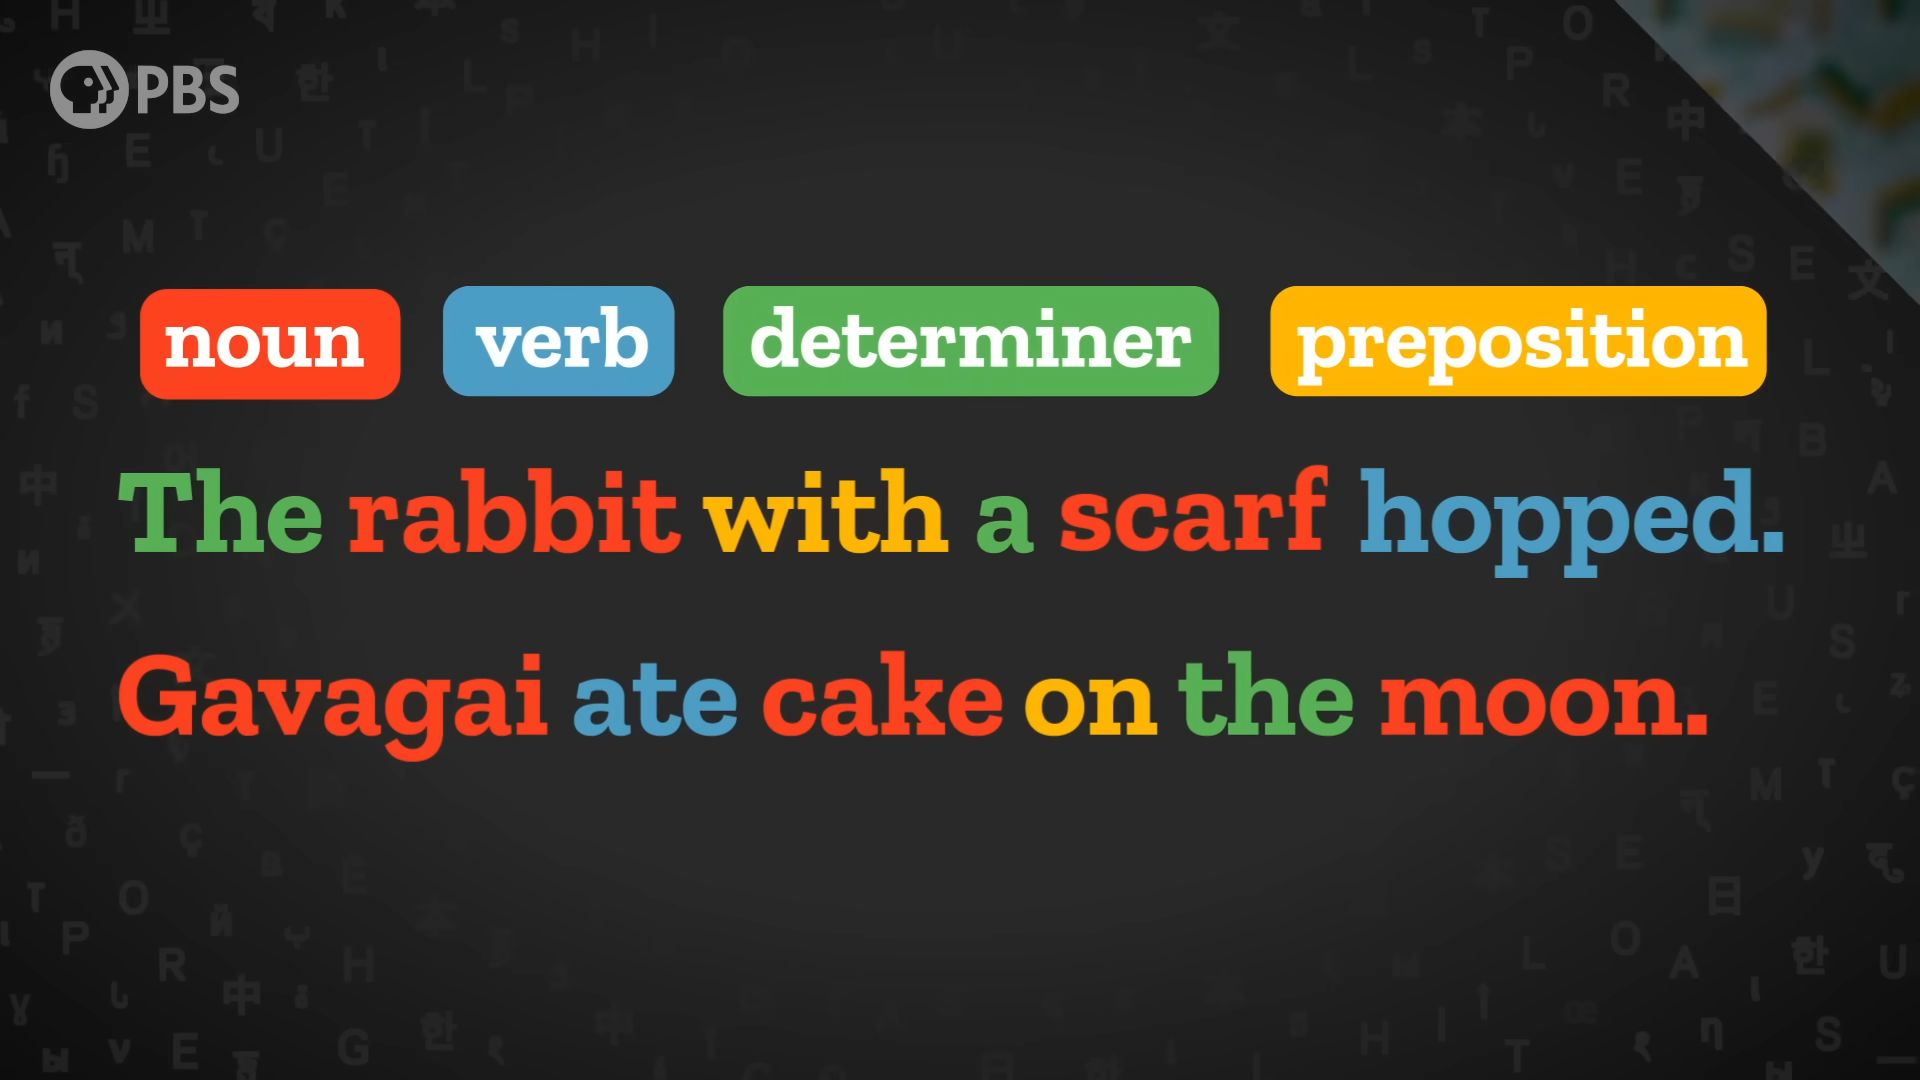 PBS
noun verb determiner preposition
The rabbit with a scarf hopped.
Gavagai ate cake on the moon.